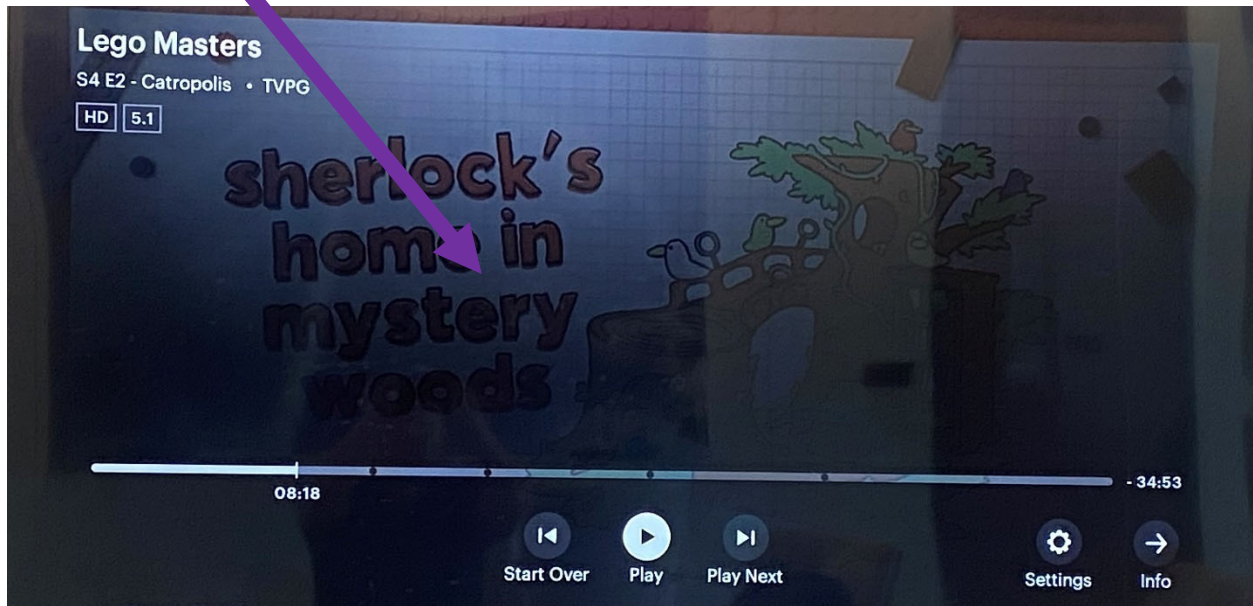 Lego Masters
S4 E2 - Catropolis • TVPG
HD 5.1
sherlock's
home in
mystery
woods
08:18
- 34:53
Start Over Play Play Next Settings Info